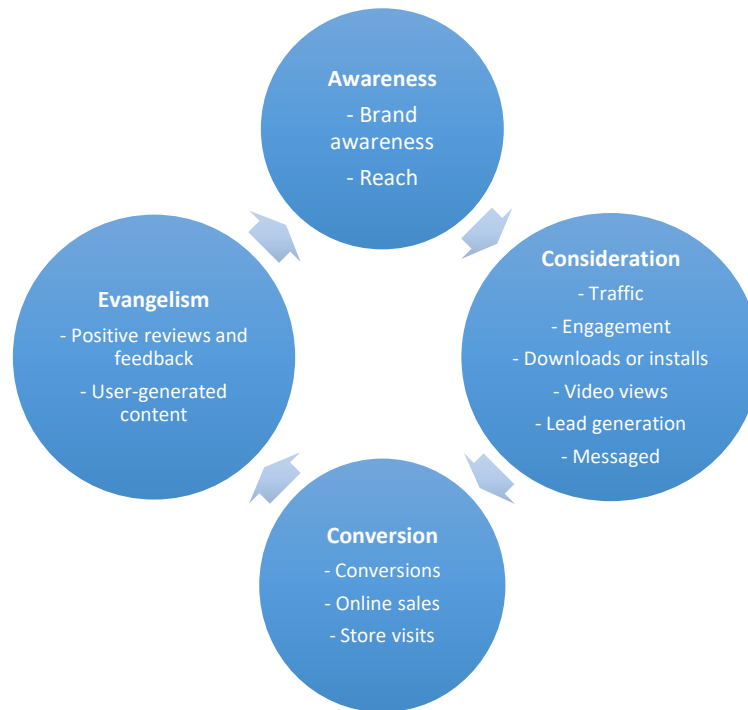 Awareness
- Brand
awareness
- Reach
Consideration
- Traffic
- Engagement
- Downloads or installs
- Video views
- Lead generation
- Messaged
Conversion
- Conversions
- Online sales
- Store visits
Evangelism
- Positive reviews and
feedback
- User-generated
content